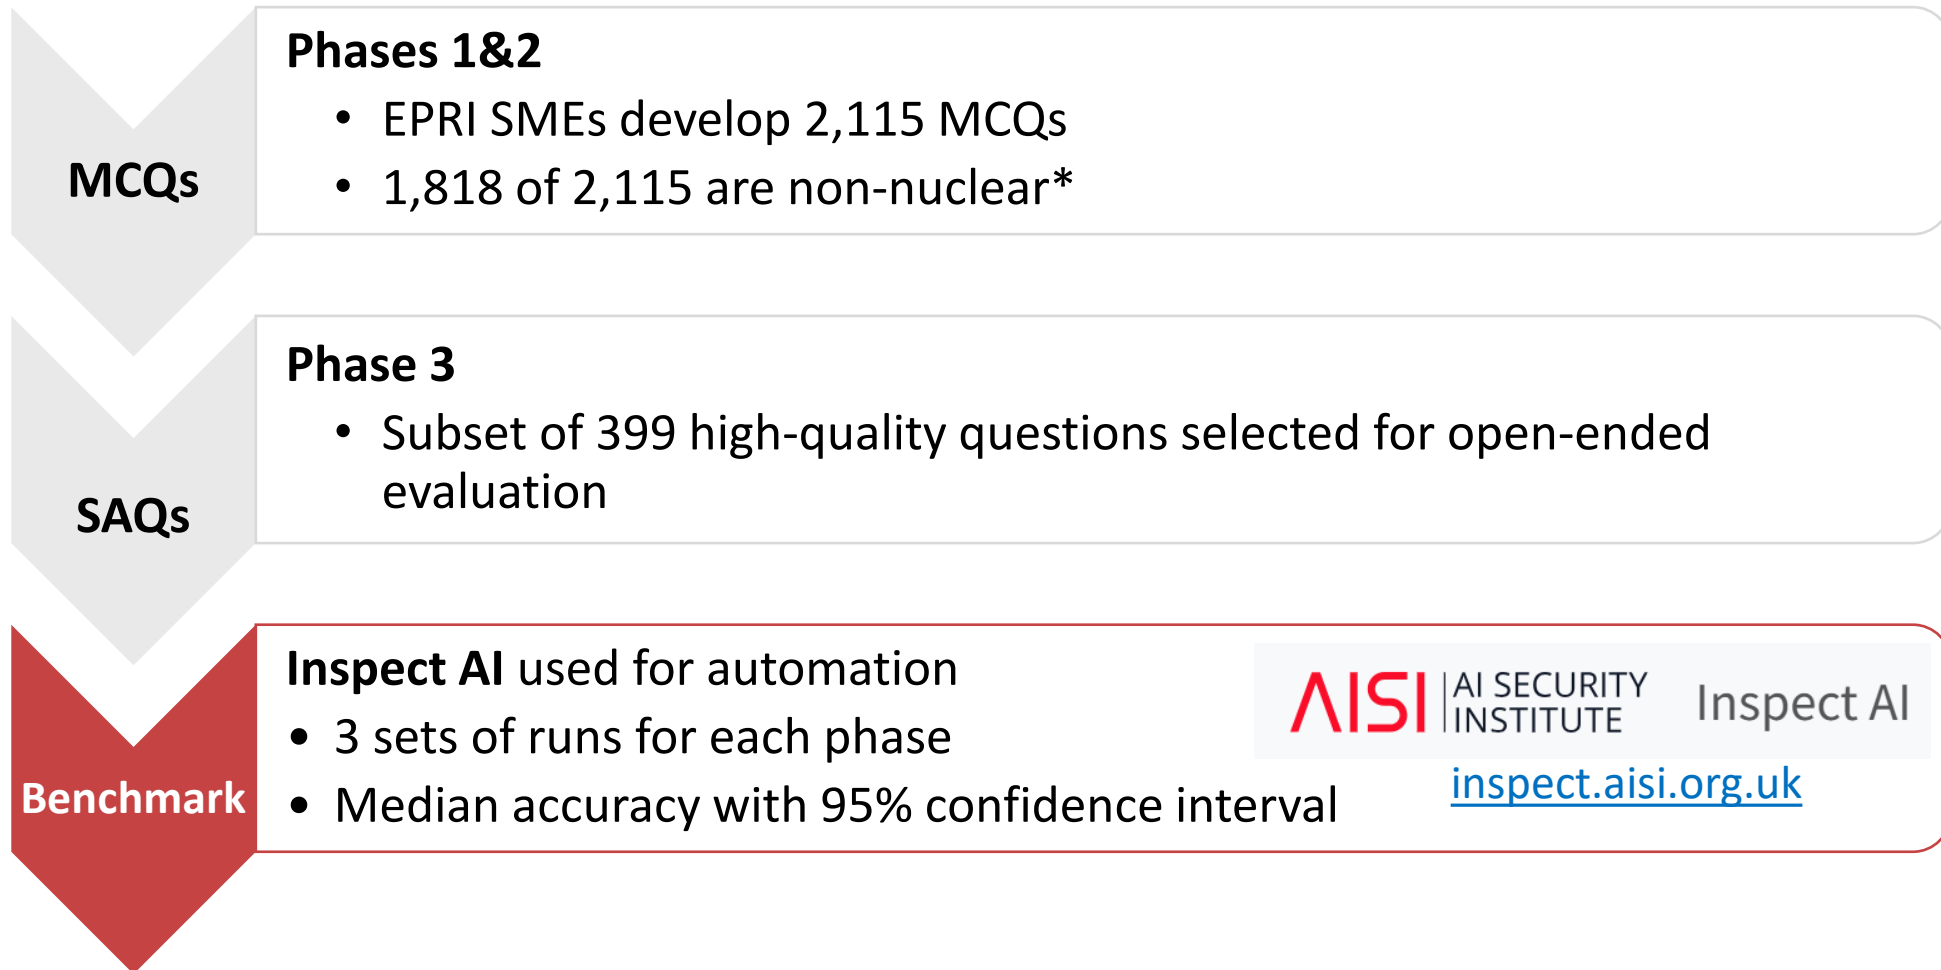 MCQs
Phases 1&2
• EPRI SMEs develop 2,115 MCQs
• 1,818 of 2,115 are non-nuclear*
SAQs
Phase 3
• Subset of 399 high-quality questions selected for open-ended
evaluation
Benchmark
Inspect AI used for automation
• 3 sets of runs for each phase
• Median accuracy with 95% confidence interval
AISI AI SECURITY
INSTITUTE
Inspect AI
inspect.aisi.org.uk